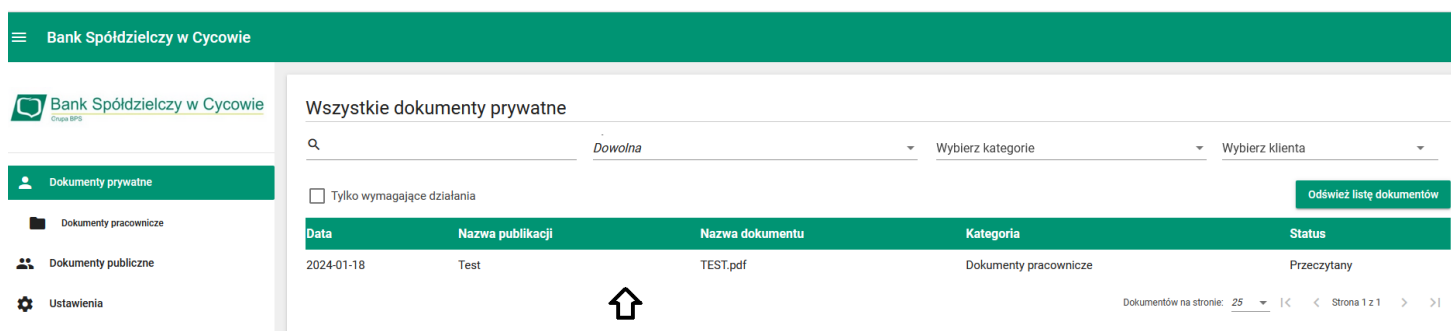 Bank Spółdzielczy w Cycowie
Bank Spółdzielczy w Cycowie
Grupa BPS
Dokumenty prywatne
Dokumenty pracownicze
Dokumenty publiczne
Ustawienia
Wszystkie dokumenty prywatne
Dowolna Wybierz kategorie Wybierz klienta
Tylko wymagające działania Odśwież listę dokumentów
Data Nazwa publikacji Nazwa dokumentu Kategoria Status
2024-01-18 Test TEST.pdf Dokumenty pracownicze Przeczytany
Dokumentów na stronie: 25 |< < Strona 1 z 1 > >|